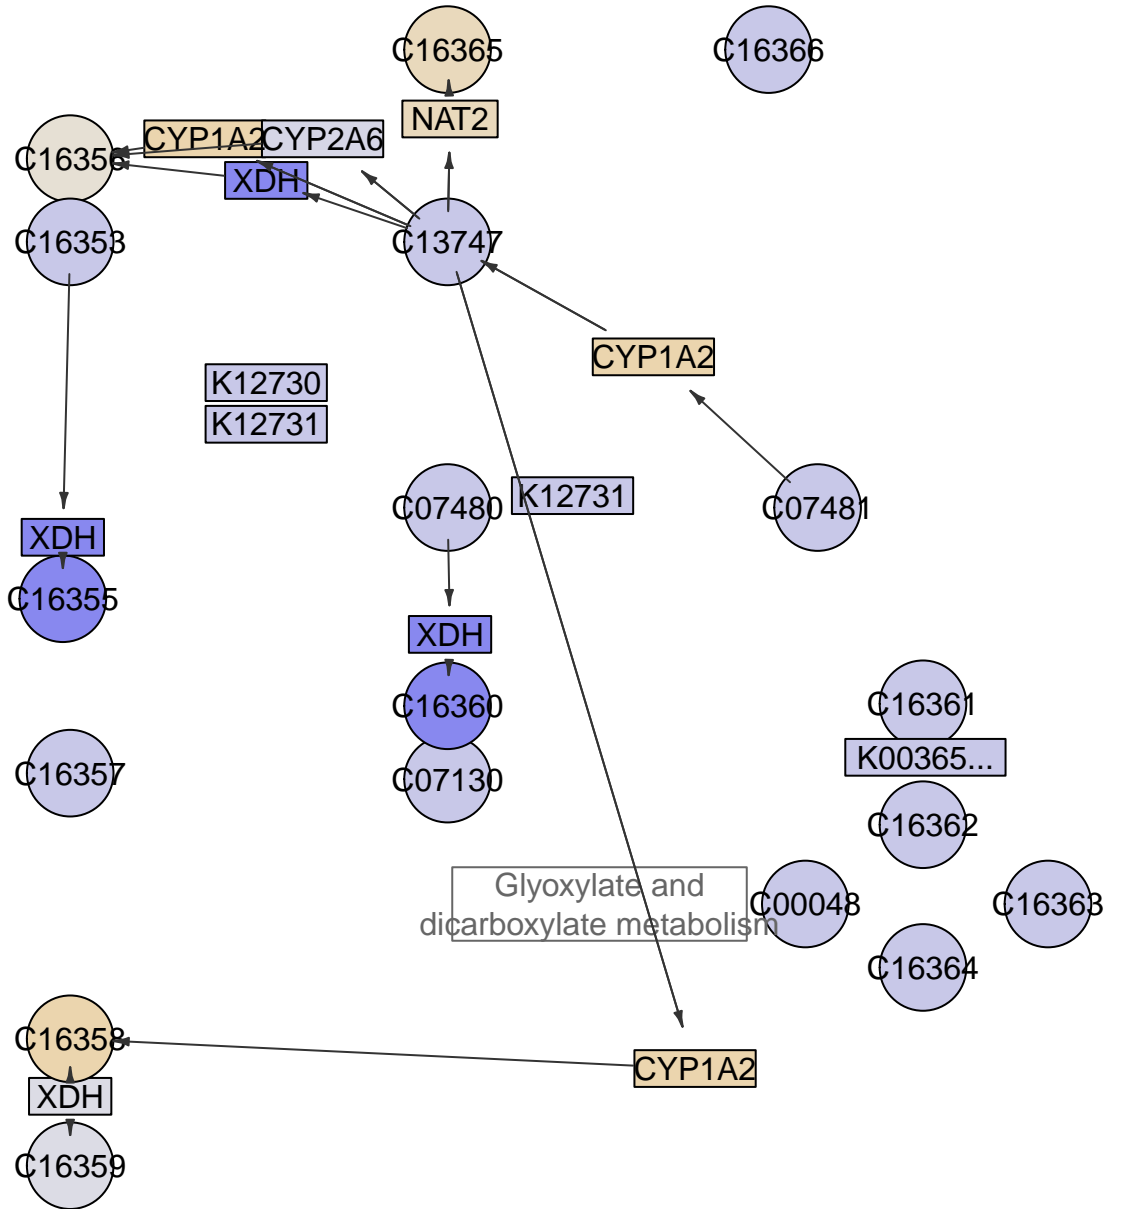 C16365
C16366
NAT2
CYP1A2
CYP2A6
C16356
XDH
C16353
C13747
CYP1A2
K12730
K12731
C07480
K12731
C07481
XDH
C16355
XDH
C16360
C16361
K00365...
C16357
C07130
C16362
Glyoxylate and
dicarboxylate metabolism
C00048
C16363
C16364
C16358
CYP1A2
XDH
C16359